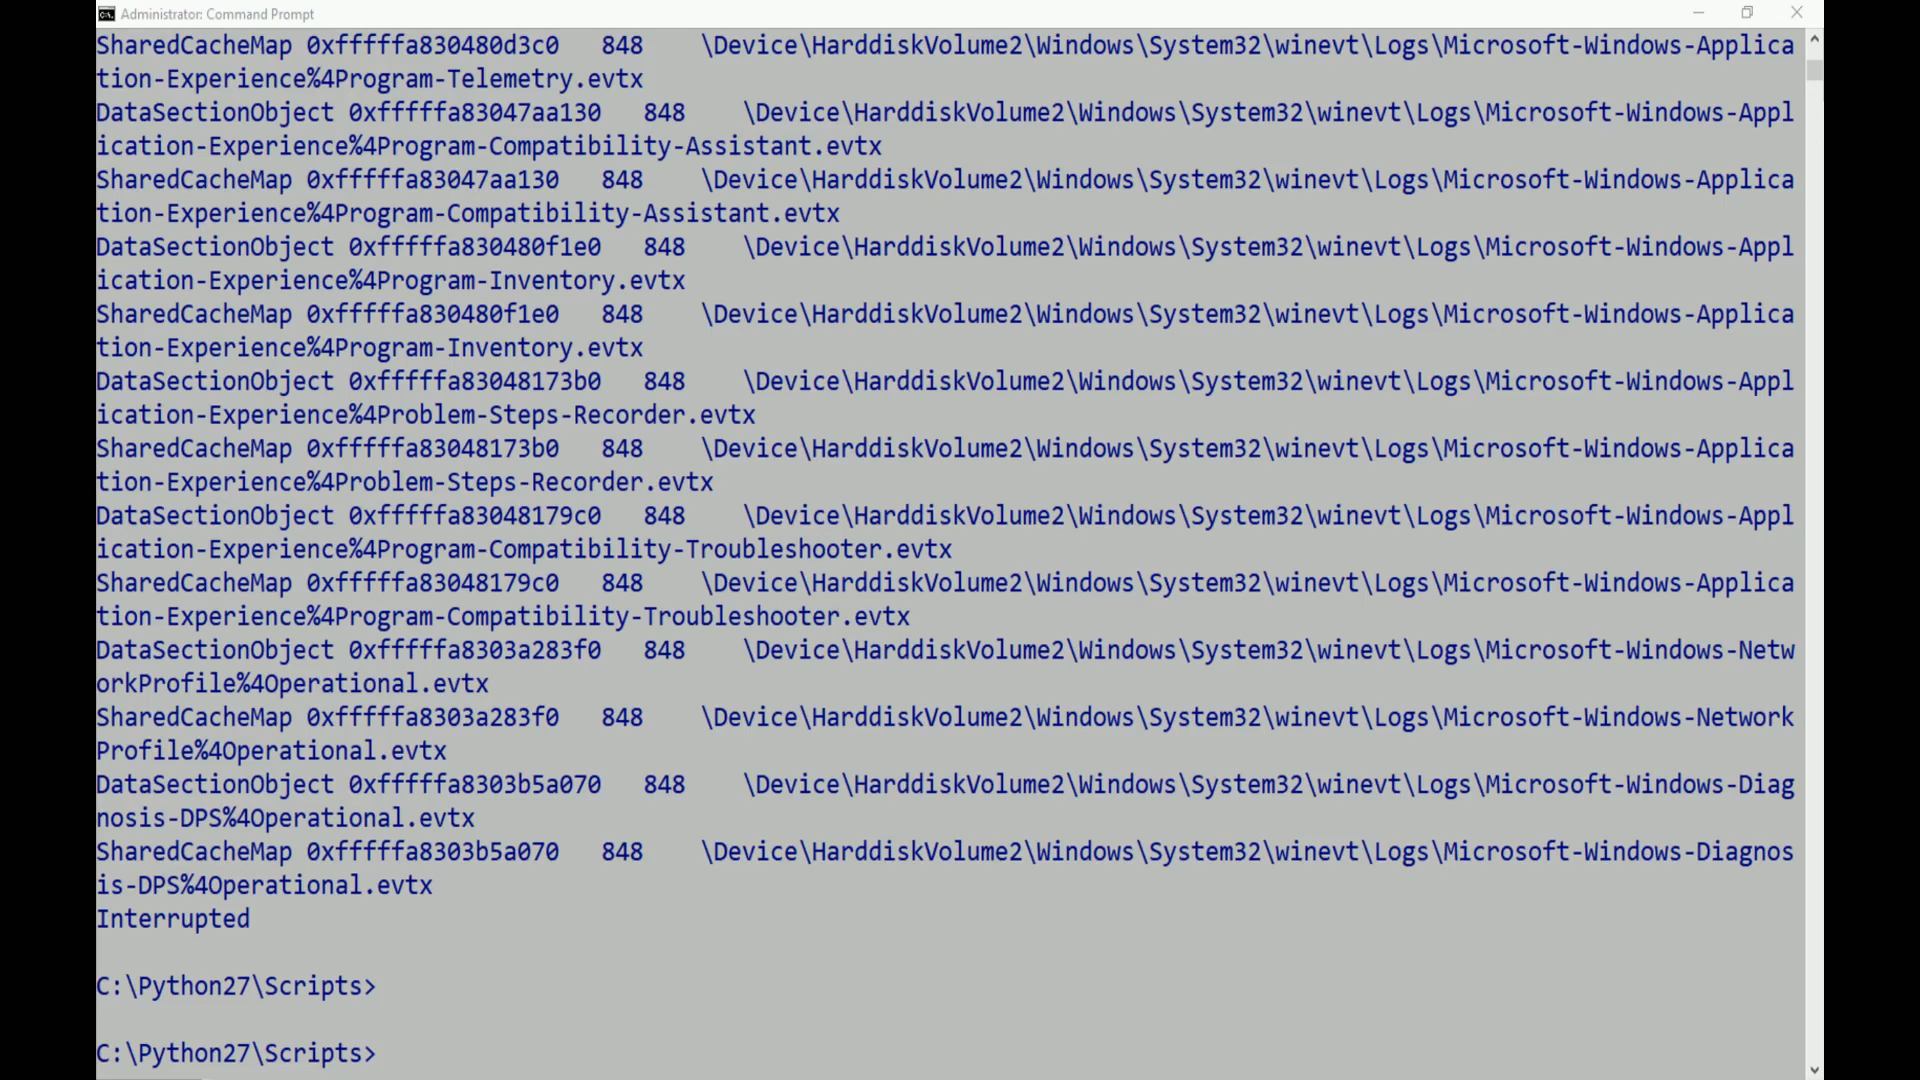 Administrator: Command Prompt
SharedCacheMap 0xfffffa830480d3c0   848    \Device\HarddiskVolume2\Windows\System32\winevt\Logs\Microsoft-Windows-Applica
tion-Experience%4Program-Telemetry.evtx
DataSectionObject 0xfffffa83047aa130   848    \Device\HarddiskVolume2\Windows\System32\winevt\Logs\Microsoft-Windows-Appl
ication-Experience%4Program-Compatibility-Assistant.evtx
SharedCacheMap 0xfffffa83047aa130   848    \Device\HarddiskVolume2\Windows\System32\winevt\Logs\Microsoft-Windows-Applica
tion-Experience%4Program-Compatibility-Assistant.evtx
DataSectionObject 0xfffffa830480f1e0   848    \Device\HarddiskVolume2\Windows\System32\winevt\Logs\Microsoft-Windows-Appl
ication-Experience%4Program-Inventory.evtx
SharedCacheMap 0xfffffa830480f1e0   848    \Device\HarddiskVolume2\Windows\System32\winevt\Logs\Microsoft-Windows-Applica
tion-Experience%4Program-Inventory.evtx
DataSectionObject 0xfffffa83048173b0   848    \Device\HarddiskVolume2\Windows\System32\winevt\Logs\Microsoft-Windows-Appl
ication-Experience%4Problem-Steps-Recorder.evtx
SharedCacheMap 0xfffffa83048173b0   848    \Device\HarddiskVolume2\Windows\System32\winevt\Logs\Microsoft-Windows-Applica
tion-Experience%4Problem-Steps-Recorder.evtx
DataSectionObject 0xfffffa83048179c0   848    \Device\HarddiskVolume2\Windows\System32\winevt\Logs\Microsoft-Windows-Appl
ication-Experience%4Program-Compatibility-Troubleshooter.evtx
SharedCacheMap 0xfffffa83048179c0   848    \Device\HarddiskVolume2\Windows\System32\winevt\Logs\Microsoft-Windows-Applica
tion-Experience%4Program-Compatibility-Troubleshooter.evtx
DataSectionObject 0xfffffa8303a283f0   848    \Device\HarddiskVolume2\Windows\System32\winevt\Logs\Microsoft-Windows-Netw
orkProfile%4Operational.evtx
SharedCacheMap 0xfffffa8303a283f0   848    \Device\HarddiskVolume2\Windows\System32\winevt\Logs\Microsoft-Windows-Network
Profile%4Operational.evtx
DataSectionObject 0xfffffa8303b5a070   848    \Device\HarddiskVolume2\Windows\System32\winevt\Logs\Microsoft-Windows-Diag
nosis-DPS%4Operational.evtx
SharedCacheMap 0xfffffa8303b5a070   848    \Device\HarddiskVolume2\Windows\System32\winevt\Logs\Microsoft-Windows-Diagnos
is-DPS%4Operational.evtx
Interrupted
C:\Python27\Scripts>
C:\Python27\Scripts>